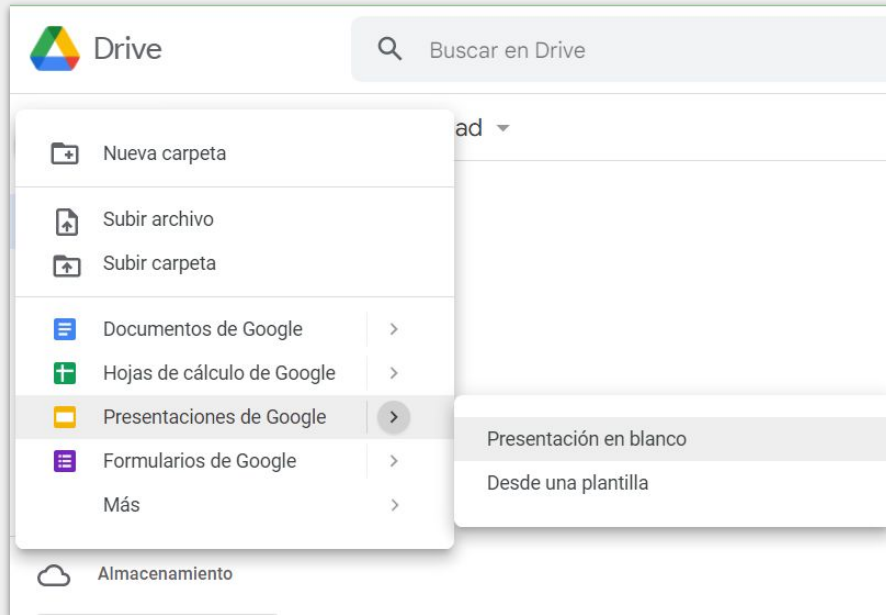 Drive
Buscar en Drive
ad
Nueva carpeta
Subir archivo
Subir carpeta
Documentos de Google
Hojas de cálculo de Google
Presentaciones de Google
Presentación en blanco
Formularios de Google
Desde una plantilla
Más
Almacenamiento